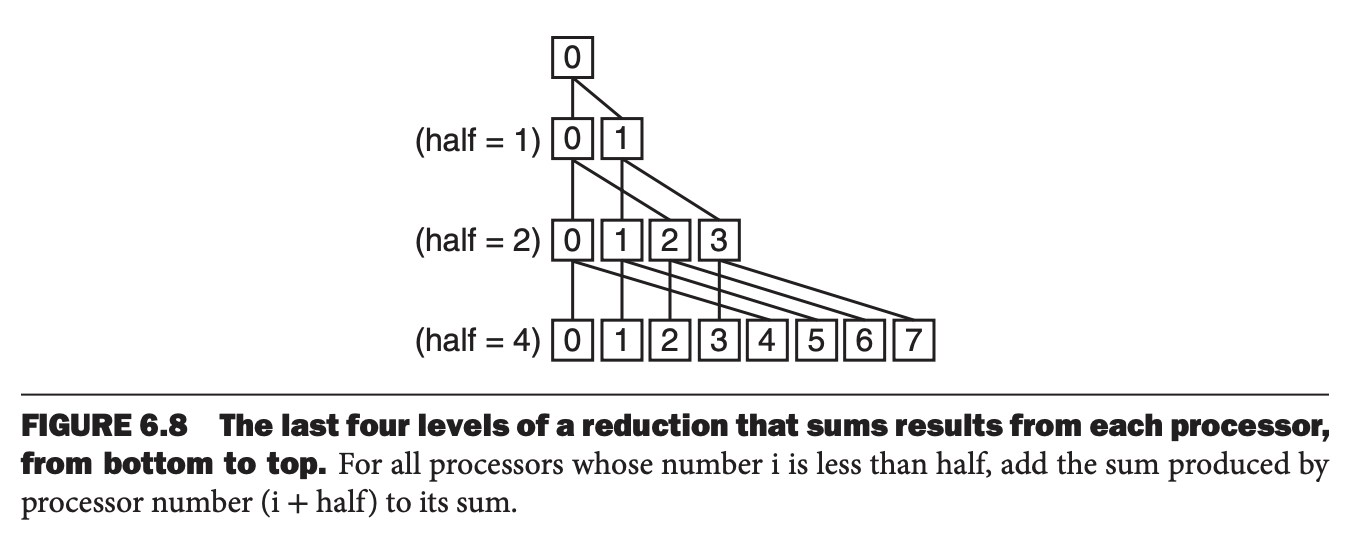 0
(half = 1) 0 1
(half = 2) 0 1 2 3
(half = 4) 0 1 2 3 4 5 6 7
FIGURE 6.8 The last four levels of a reduction that sums results from each processor,
from bottom to top. For all processors whose number i is less than half, add the sum produced by
processor number (i + half) to its sum.